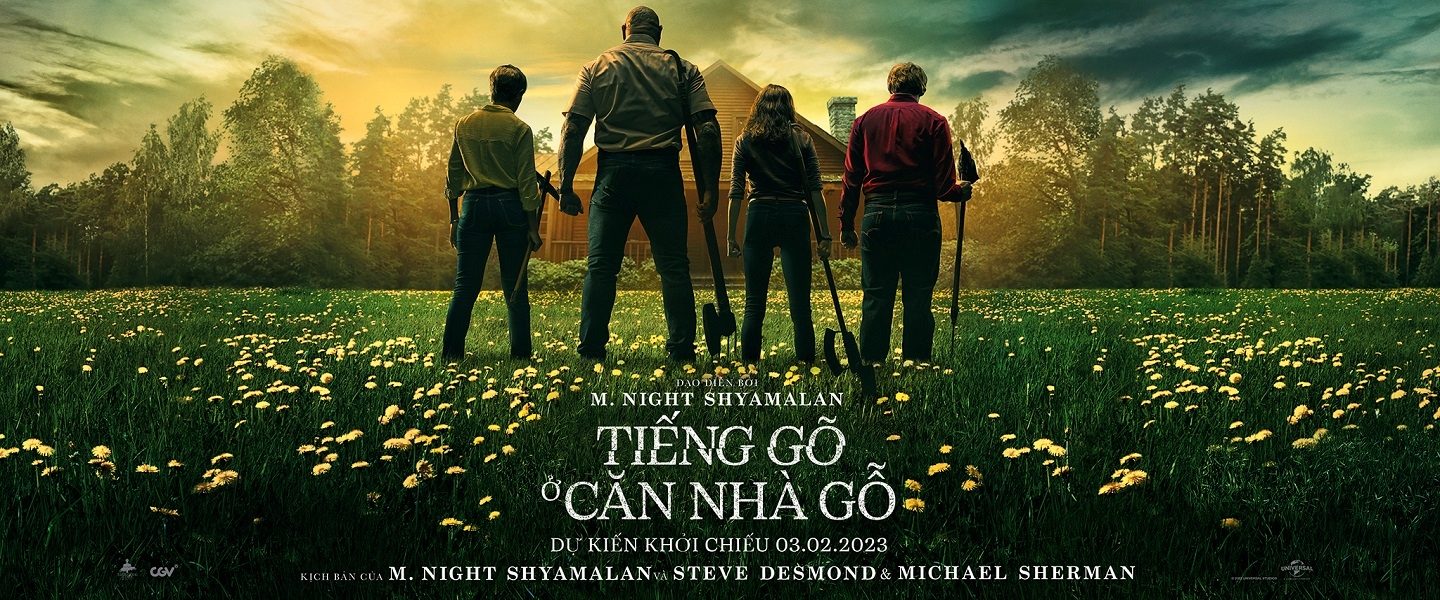 ĐẠO DIỄN BỞI
M. NIGHT SHYAMALAN
TIẾNG GÕ
Ở CĂN NHÀ GỖ
DỰ KIẾN KHỞI CHIẾU 03.02.2023
KỊCH BẢN CỦA M. NIGHT SHYAMALAN VÀ STEVE DESMOND & MICHAEL SHERMAN
CGV
UNIVERSAL